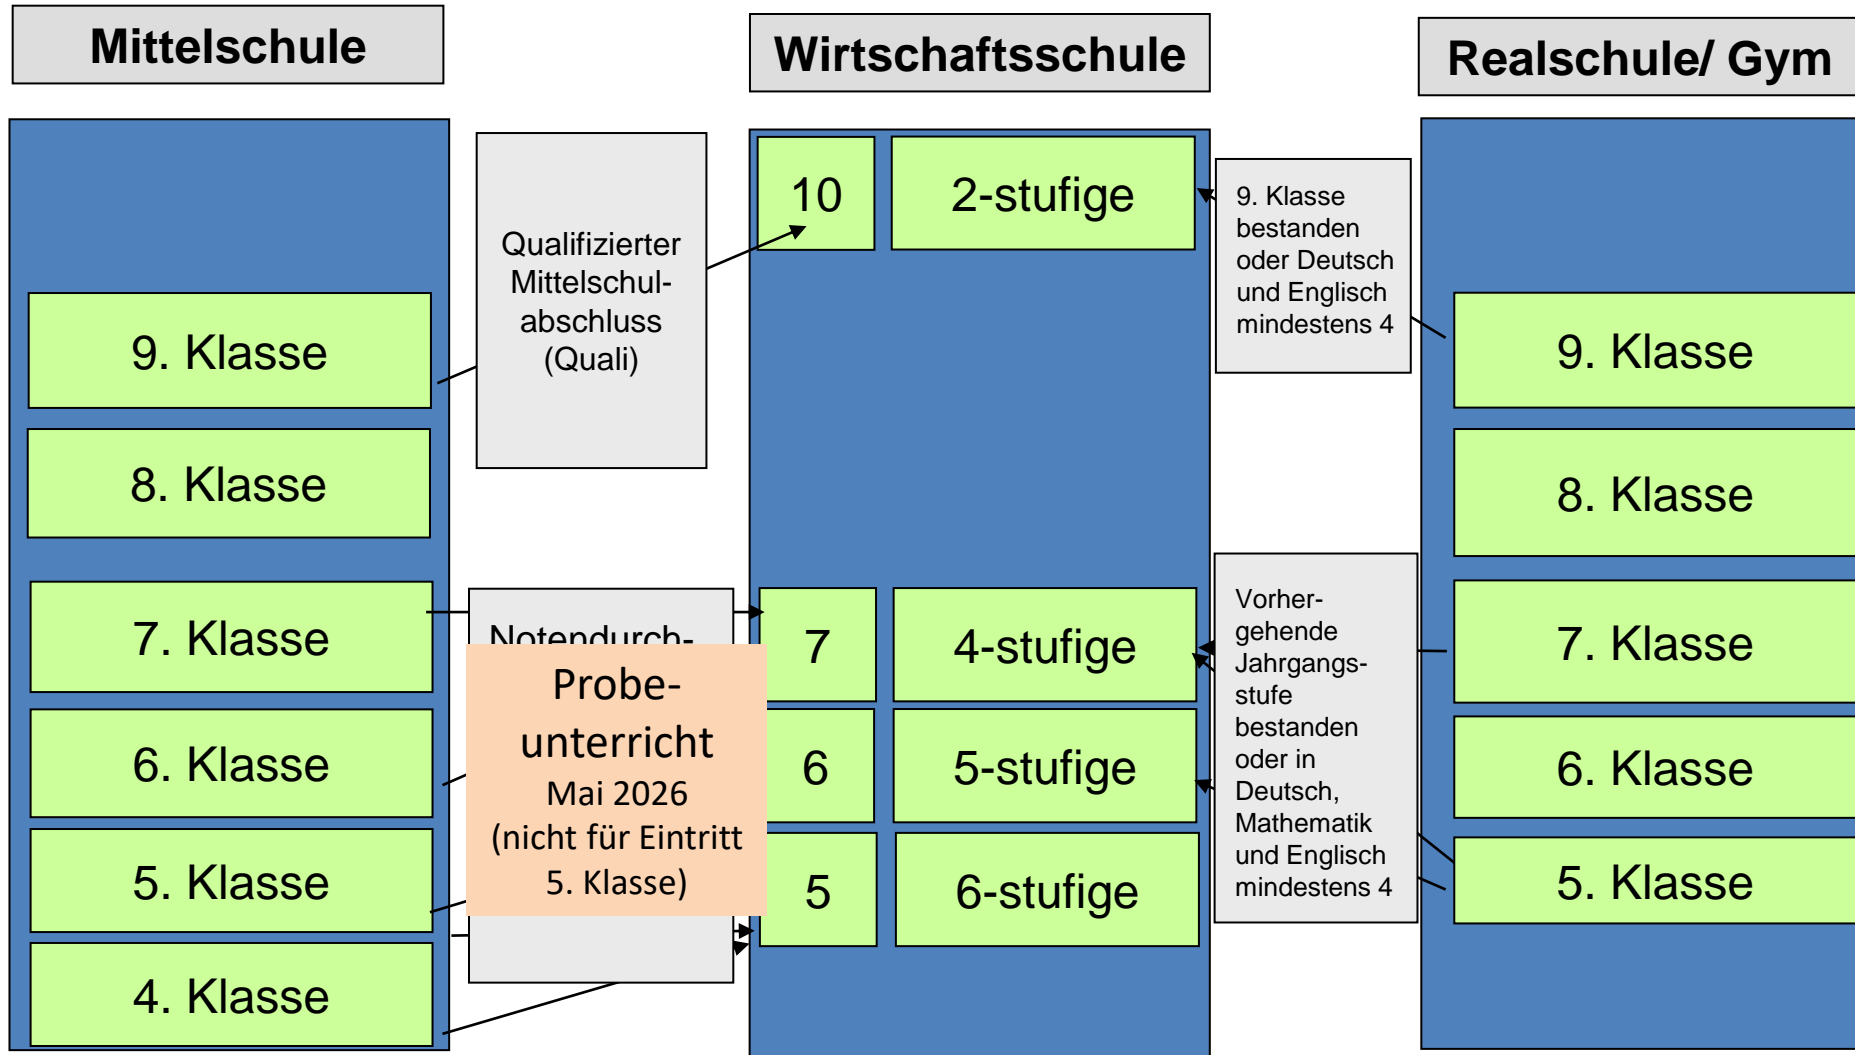 Mittelschule
Wirtschaftsschule
Realschule/ Gym
9. Klasse
8. Klasse
7. Klasse
6. Klasse
5. Klasse
4. Klasse
Qualifizierter
Mittelschul-
abschluss
(Quali)
Notendurch-
Probe-
unterricht
Mai 2026
(nicht für Eintritt
5. Klasse)
10
2-stufige
7
4-stufige
6
5-stufige
5
6-stufige
9. Klasse
bestanden
oder Deutsch
und Englisch
mindestens 4
Vorher-
gehende
Jahrgangs-
stufe
bestanden
oder in
Deutsch,
Mathematik
und Englisch
mindestens 4
9. Klasse
8. Klasse
7. Klasse
6. Klasse
5. Klasse